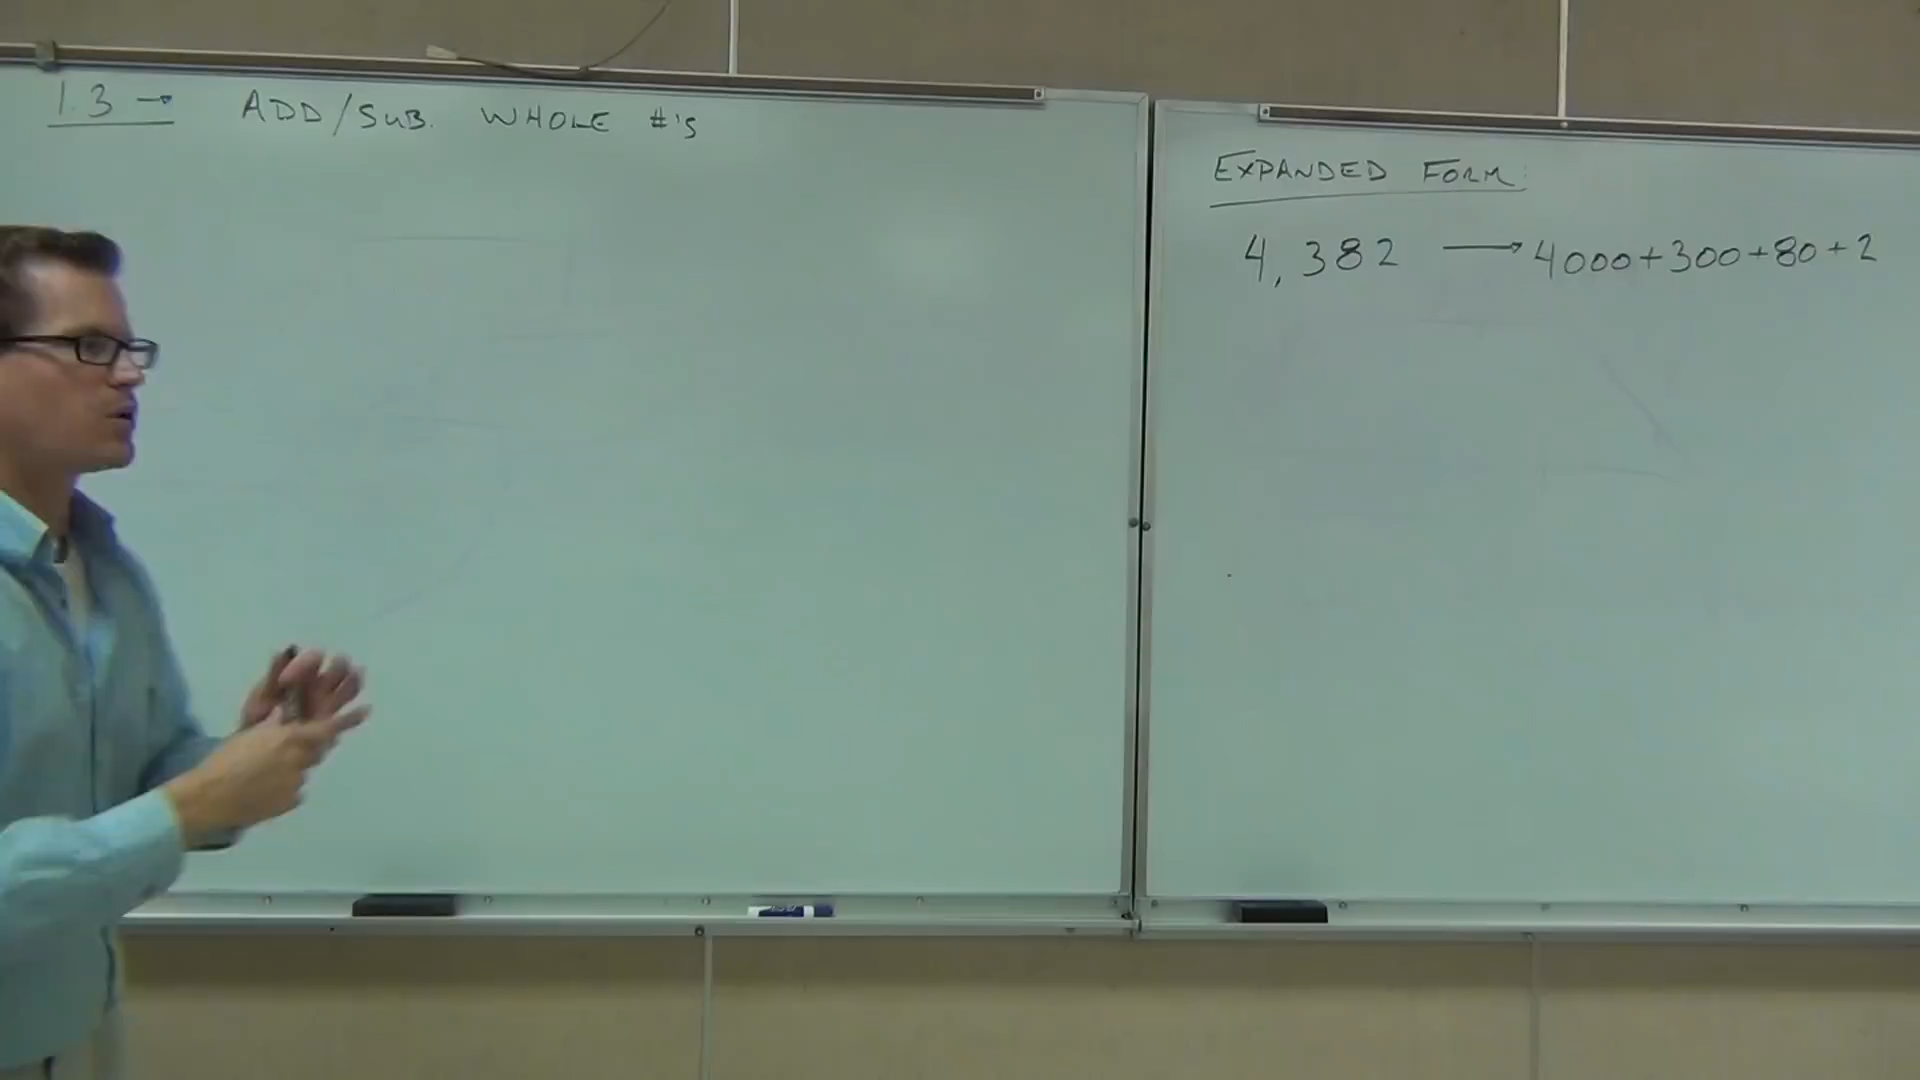 1.3 → ADD/SUB. WHOLE #'s
EXPANDED FORM:
4,382 → 4000+300+80+2